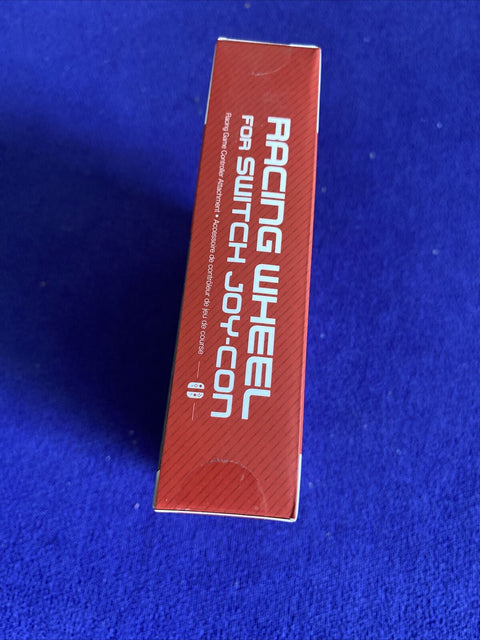 RACING WHEEL
FOR SWITCH JOY-CON
Racing Game Controller Attachment • Accessoire de contrôleur de jeu de course